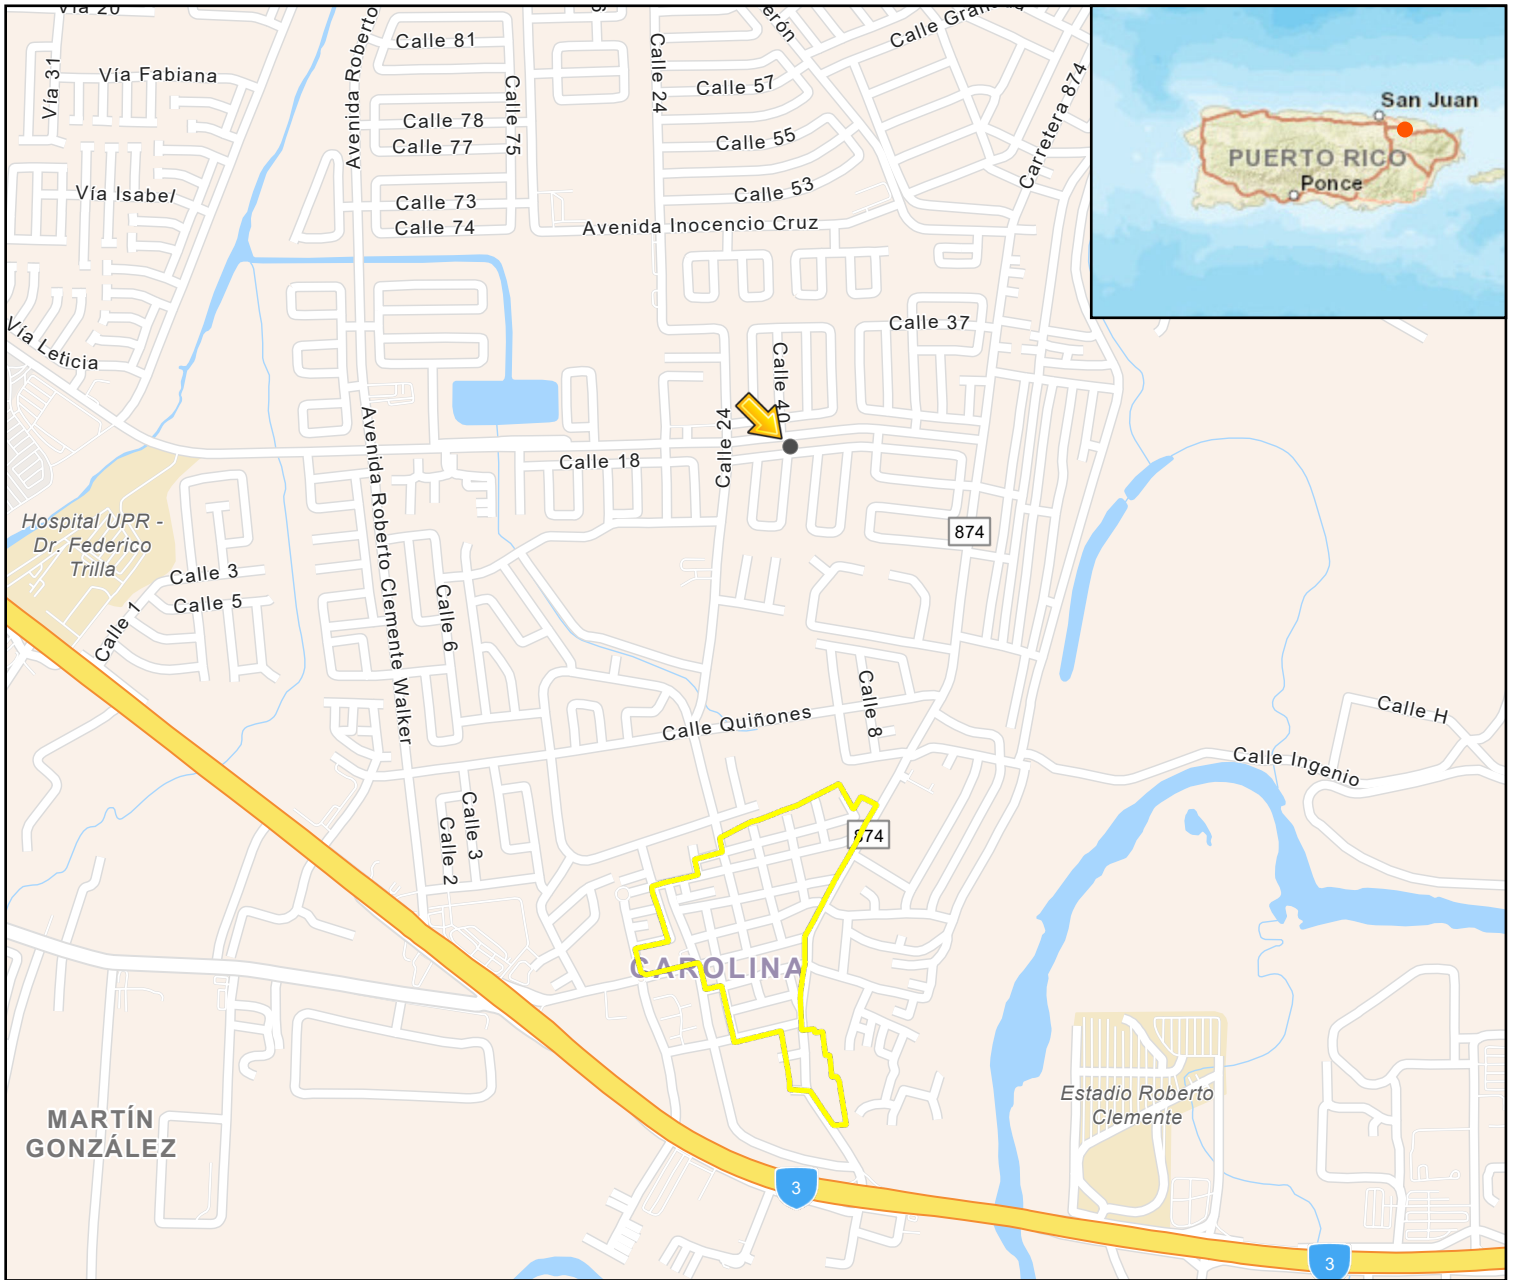 Vía 20
Avenida Roberto
Calle 81
Calle 24
Calle Granada
Vía 31
Vía Fabiana
Calle 75
Calle 57
Carretera 874
San Juan
Calle 78
Calle 77
Calle 55
PUERTO RICO
Ponce
Vía Isabel
Calle 73
Calle 74
Calle 53
Avenida Inocencio Cruz
Vía Leticia
Calle 37
Calle 40
Calle 24
Avenida Roberto Clemente Walker
Calle 18
Hospital UPR -
Dr. Federico
Trilla
874
Calle 3
Calle 5
Calle 1
Calle 6
Calle 8
Calle Quiñones
Calle H
Calle Ingenio
Calle 3
Calle 2
874
CAROLINA
MARTÍN
GONZÁLEZ
Estadio Roberto
Clemente
3
3